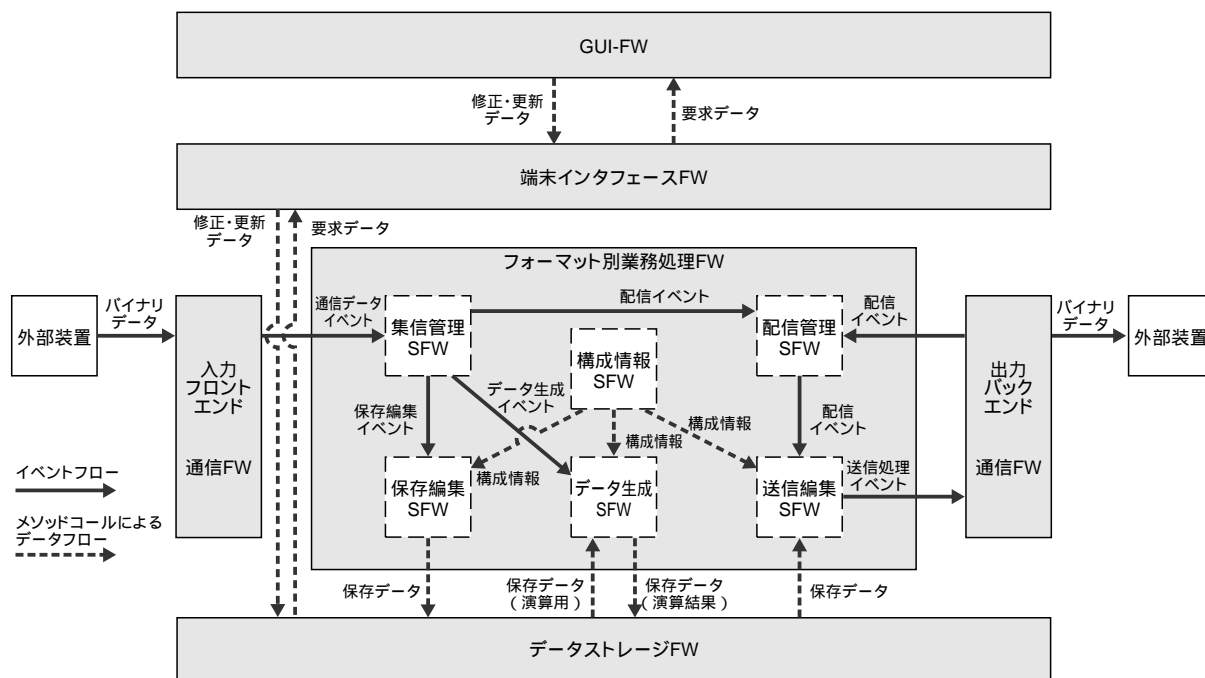 GUI-FW
修正・更新
データ
要求データ
端末インタフェースFW
修正・更新
データ
要求データ
フォーマット別業務処理FW
外部装置
バイナリ
データ
入力
フロント
エンド
通信FW
通信データ
イベント
集信管理
SFW
配信イベント
配信管理
SFW
配信
イベント
出力
バック
エンド
通信FW
バイナリ
データ
外部装置
構成情報
SFW
保存編集
イベント
データ生成
イベント
構成情報
構成情報
構成情報
配信
イベント
保存編集
SFW
データ生成
SFW
送信編集
SFW
送信処理
イベント
イベントフロー
メソッドコールによる
データフロー
保存データ
保存データ
（演算用）
保存データ
（演算結果）
保存データ
データストレージFW